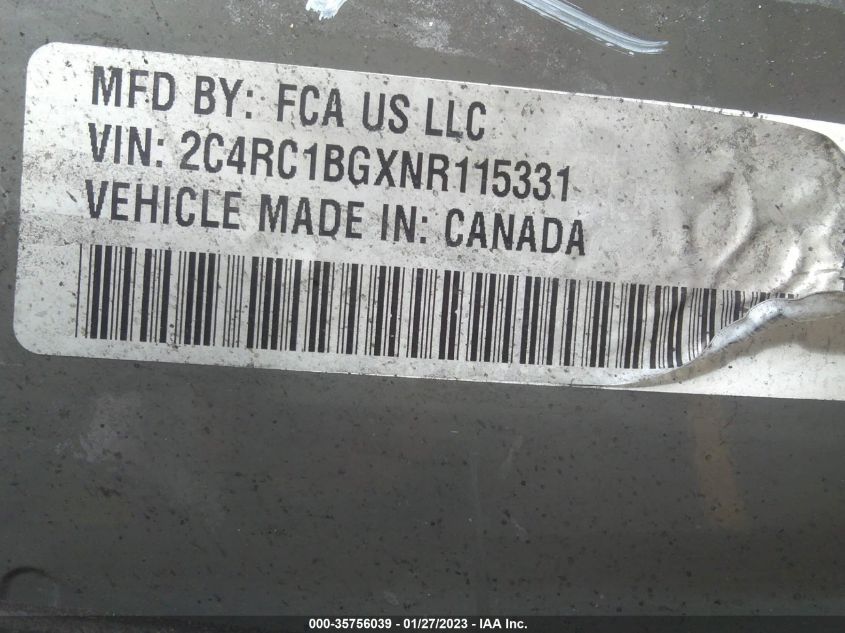 MFD BY: FCA US LLC
VIN: 2C4RC1BGXNR115331
VEHICLE MADE IN: CANADA
000-35756039 - 01/27/2023 - IAA Inc.